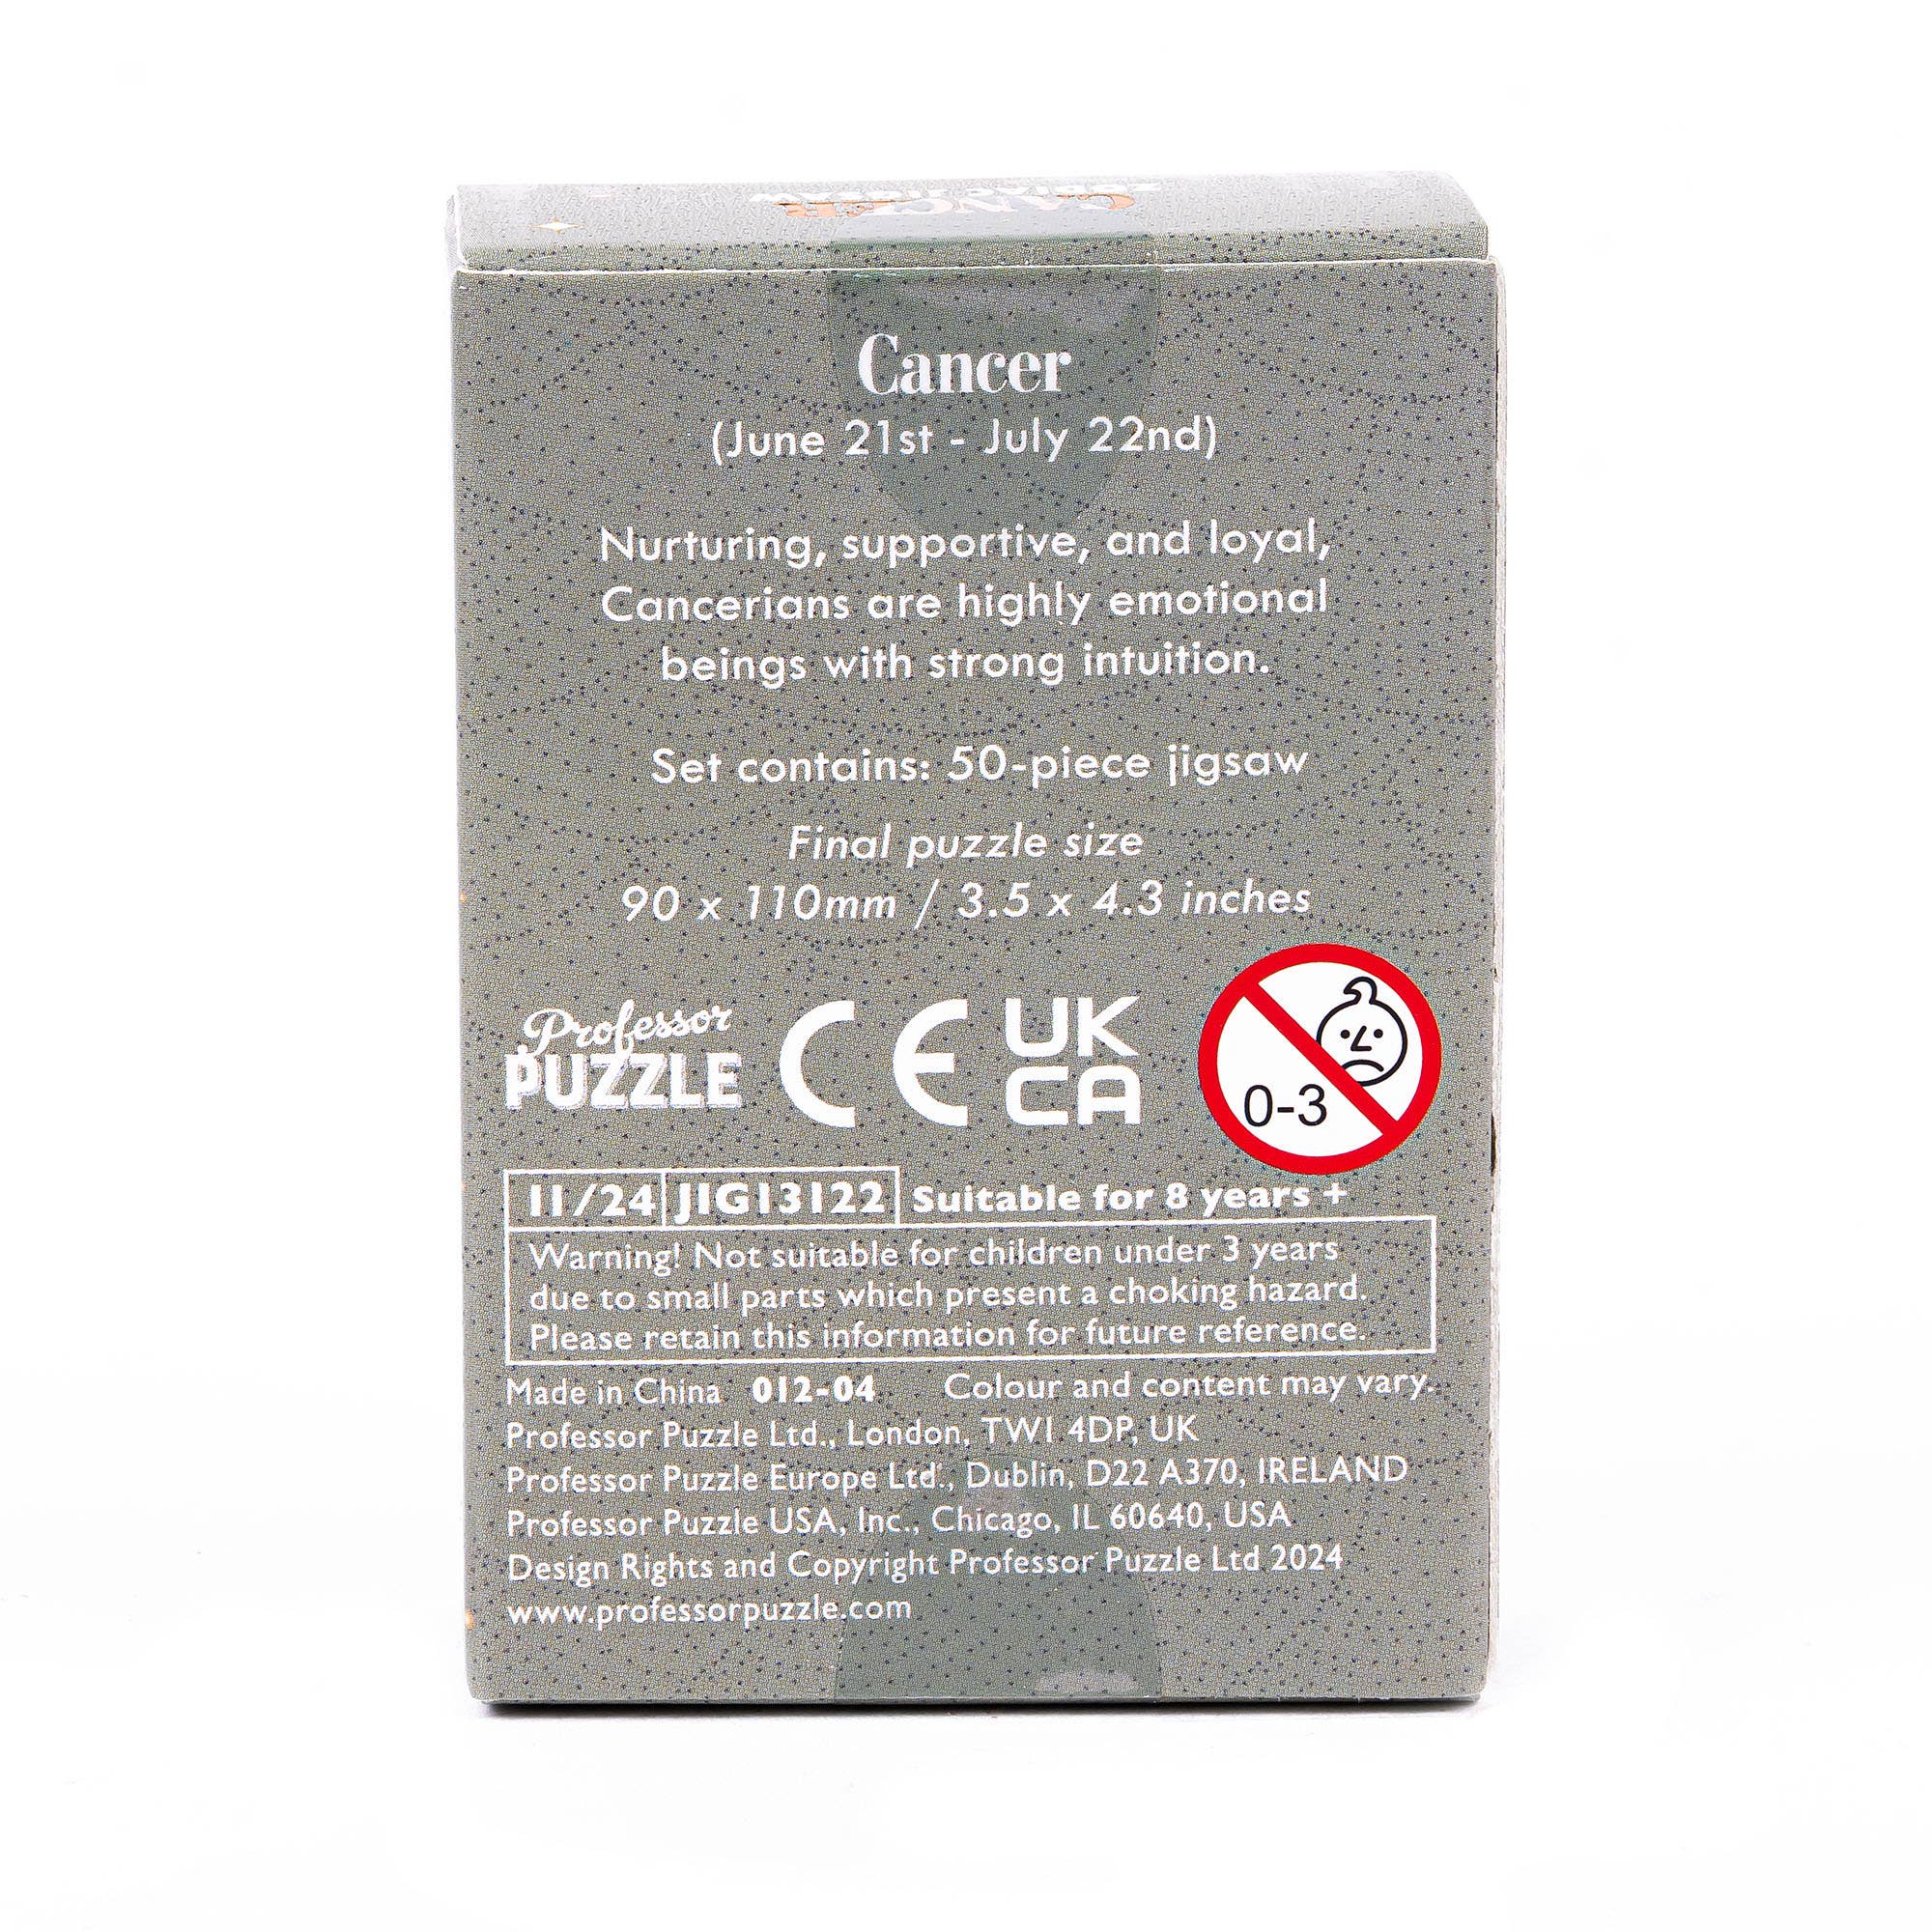 CANCER
ZODIAC JIGSAW
Cancer
(June 21st - July 22nd)
Nurturing, supportive, and loyal,
Cancerians are highly emotional
beings with strong intuition.
Set contains: 50-piece jigsaw
Final puzzle size
90 x 110mm / 3.5 x 4.3 inches
Professor
PUZZLE
CE
UK
CA
0-3
11/24 JIG13122 Suitable for 8 years +
Warning! Not suitable for children under 3 years
due to small parts which present a choking hazard.
Please retain this information for future reference.
Made in China 012-04 Colour and content may vary.
Professor Puzzle Ltd., London, TW1 4DP, UK
Professor Puzzle Europe Ltd., Dublin, D22 A370, IRELAND
Professor Puzzle USA, Inc., Chicago, IL 60640, USA
Design Rights and Copyright Professor Puzzle Ltd 2024
www.professorpuzzle.com